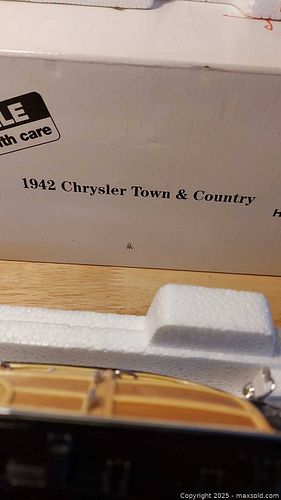 LE
th care
1942 Chrysler Town & Country
H
Copyright 2025 - maxsold.com